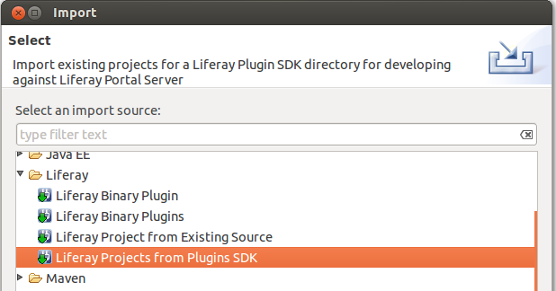 Import
Select
Import existing projects for a Liferay Plugin SDK directory for developing
against Liferay Portal Server
Select an import source:
type filter text
Java EE
Liferay
Liferay Binary Plugin
Liferay Binary Plugins
Liferay Project from Existing Source
Liferay Projects from Plugins SDK
Maven